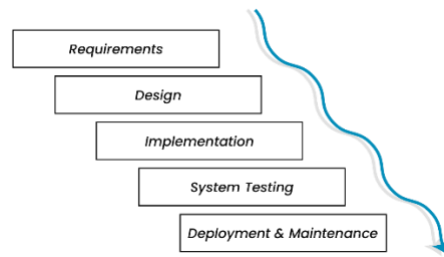 Requirements
Design
Implementation
System Testing
Deployment & Maintenance